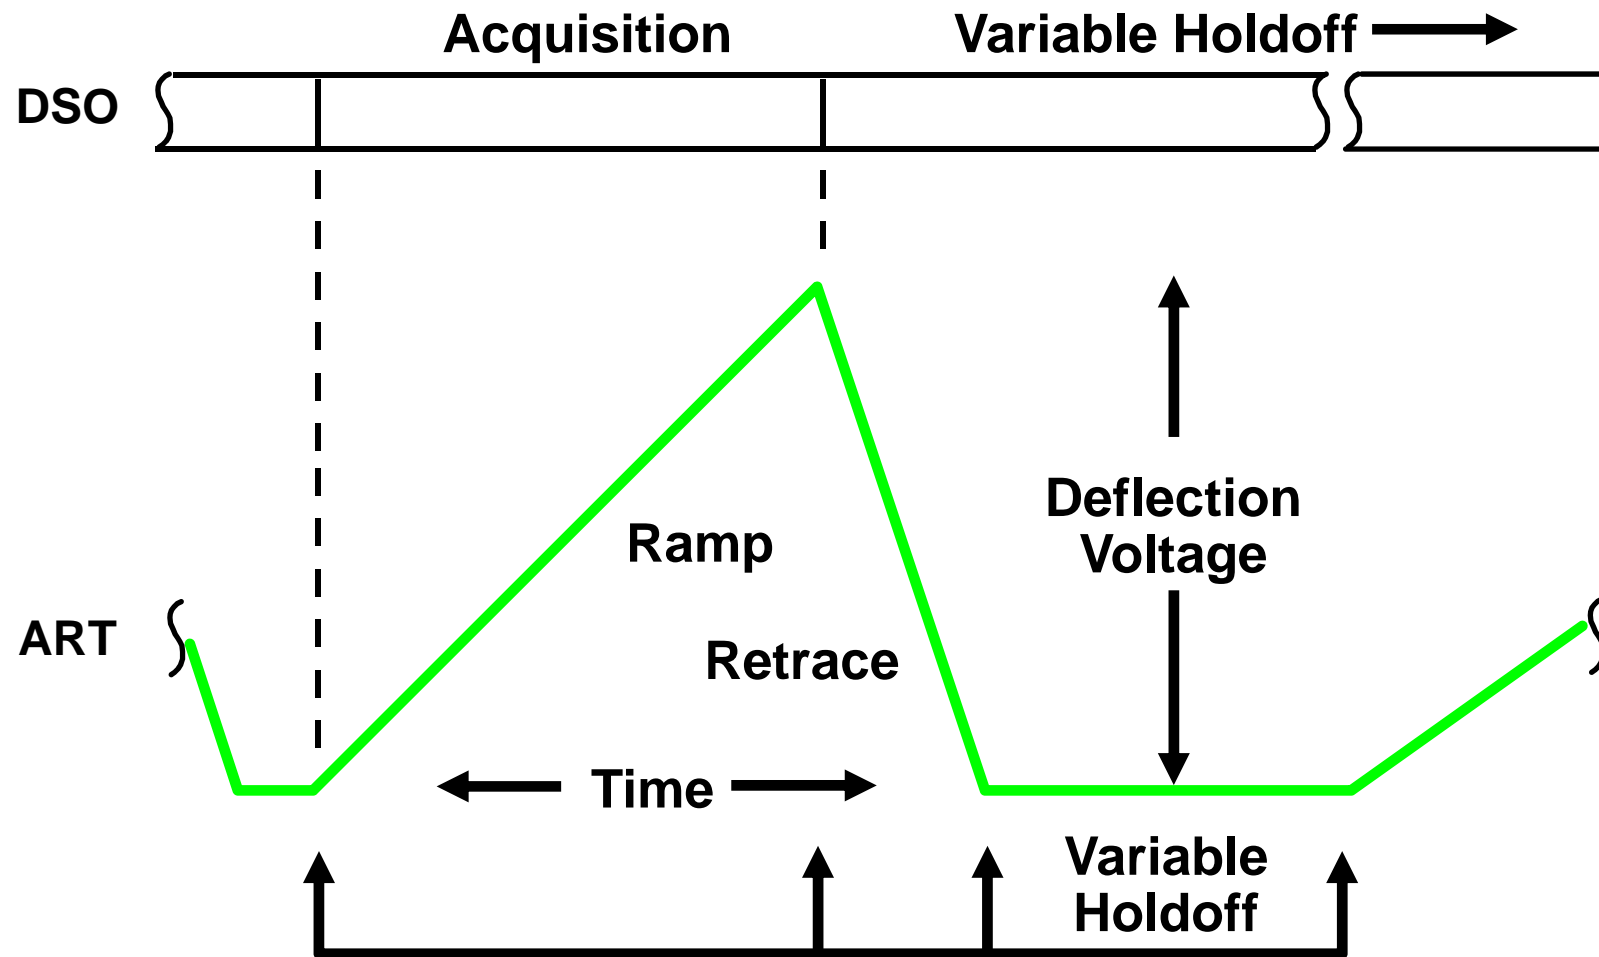 Acquisition
Variable Holdoff
DSO
Deflection
Voltage
Ramp
ART
Retrace
Time
Variable
Holdoff